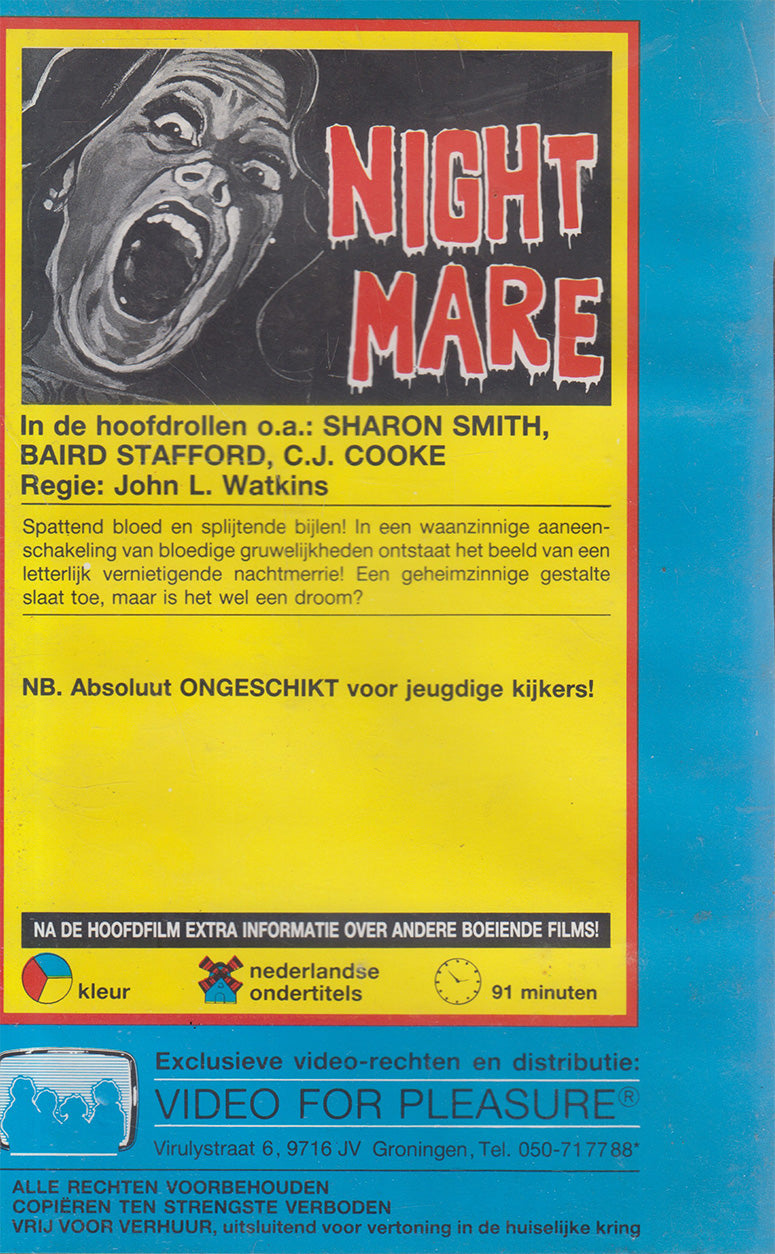 NIGHT
MARE
In de hoofdrollen o.a.: SHARON SMITH,
BAIRD STAFFORD, C.J. COOKE
Regie: John L. Watkins
Spattend bloed en splijtende bijlen! In een waanzinnige aaneen-
schakeling van bloedige gruwelijkheden ontstaat het beeld van een
letterlijk vernietigende nachtmerrie! Een geheimzinnige gestalte
slaat toe, maar is het wel een droom?
NB. Absoluut ONGESCHIKT voor jeugdige kijkers!
NA DE HOOFDFILM EXTRA INFORMATIE OVER ANDERE BOEIENDE FILMS!
kleur
nederlandse
ondertitels
91 minuten
Exclusieve video-rechten en distributie:
VIDEO FOR PLEASURE®
Virulystraat 6, 9716 JV Groningen, Tel. 050-717788*
ALLE RECHTEN VOORBEHOUDEN
COPIËREN TEN STRENGSTE VERBODEN
VRIJ VOOR VERHUUR, uitsluitend voor vertoning in de huiselijke kring